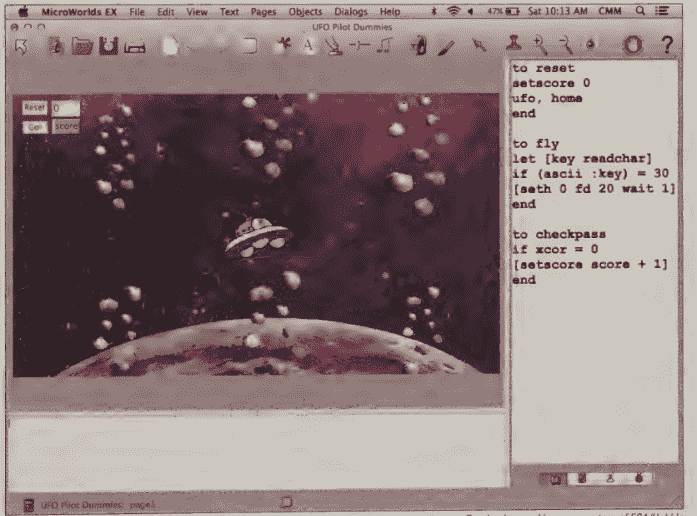 MicroWorlds EX File Edit View Text Pages Objects Dialogs Help 47% Sat 10:13 AM CMM
UFO Pilot Dummies
Reset 0
Go! score
to reset
setscore 0
ufo, home
end
to fly
let [key readchar]
if (ascii :key) = 30
[seth 0 fd 20 wait 1]
end
to checkpass
if xcor = 0
[setscore score + 1]
end
UFO Pilot Dummies: page1